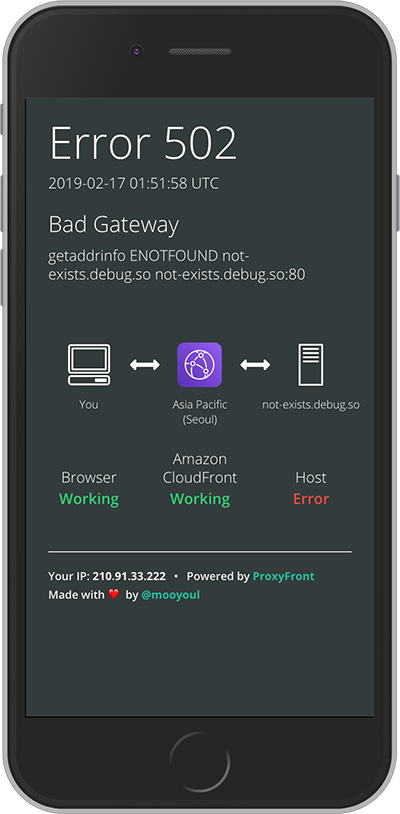 Error 502
2019-02-17 01:51:58 UTC
Bad Gateway
getaddrinfo ENOTFOUND not-
exists.debug.so not-exists.debug.so:80
You
Asia Pacific
(Seoul)
not-exists.debug.so
Browser
Working
Amazon
CloudFront
Working
Host
Error
Your IP: 210.91.33.222 • Powered by ProxyFront
Made with ❤️ by @mooyoul